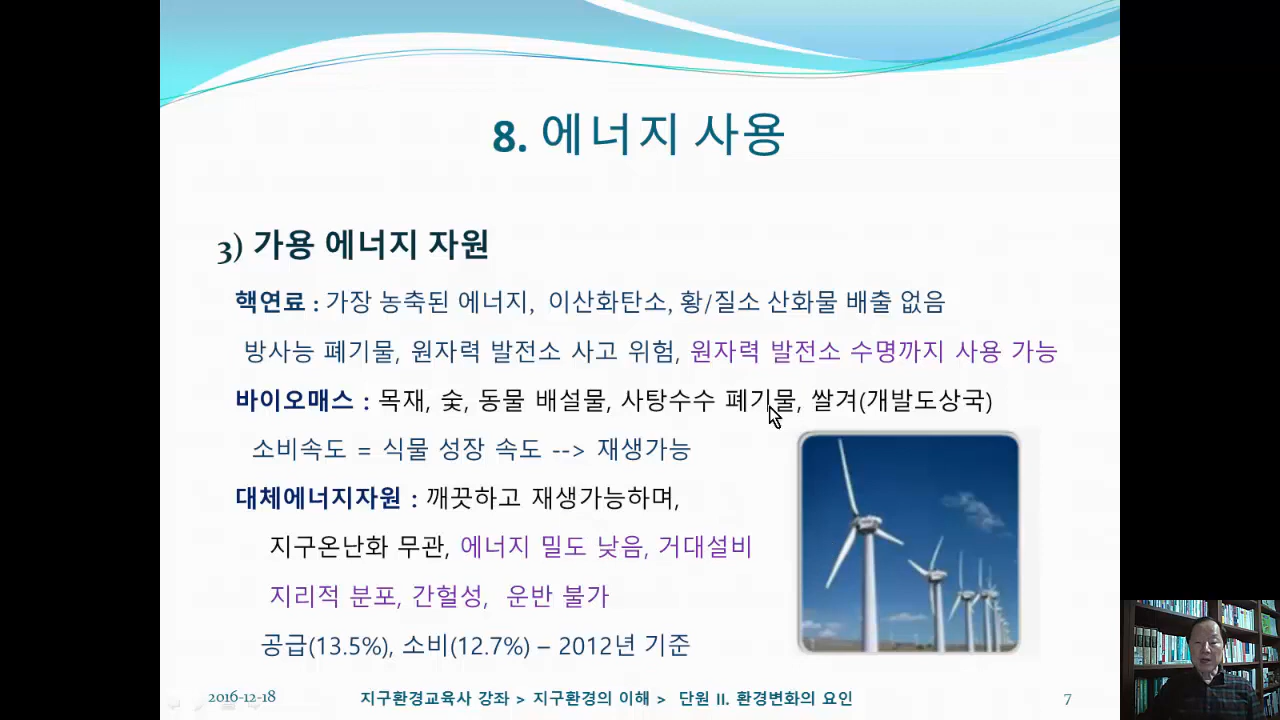 8. 에너지 사용
3) 가용 에너지 자원
핵연료 : 가장 농축된 에너지, 이산화탄소, 황/질소 산화물 배출 없음
방사능 폐기물, 원자력 발전소 사고 위험, 원자력 발전소 수명까지 사용 가능
바이오매스 : 목재, 숯, 동물 배설물, 사탕수수 폐기물, 쌀겨(개발도상국)
소비속도 = 식물 성장 속도 --> 재생가능
대체에너지자원 : 깨끗하고 재생가능하며,
지구온난화 무관, 에너지 밀도 낮음, 거대설비
지리적 분포, 간헐성, 운반 불가
공급(13.5%), 소비(12.7%) – 2012년 기준
2016-12-18 지구환경교육사 강좌 > 지구환경의 이해 > 단원 II. 환경변화의 요인 7